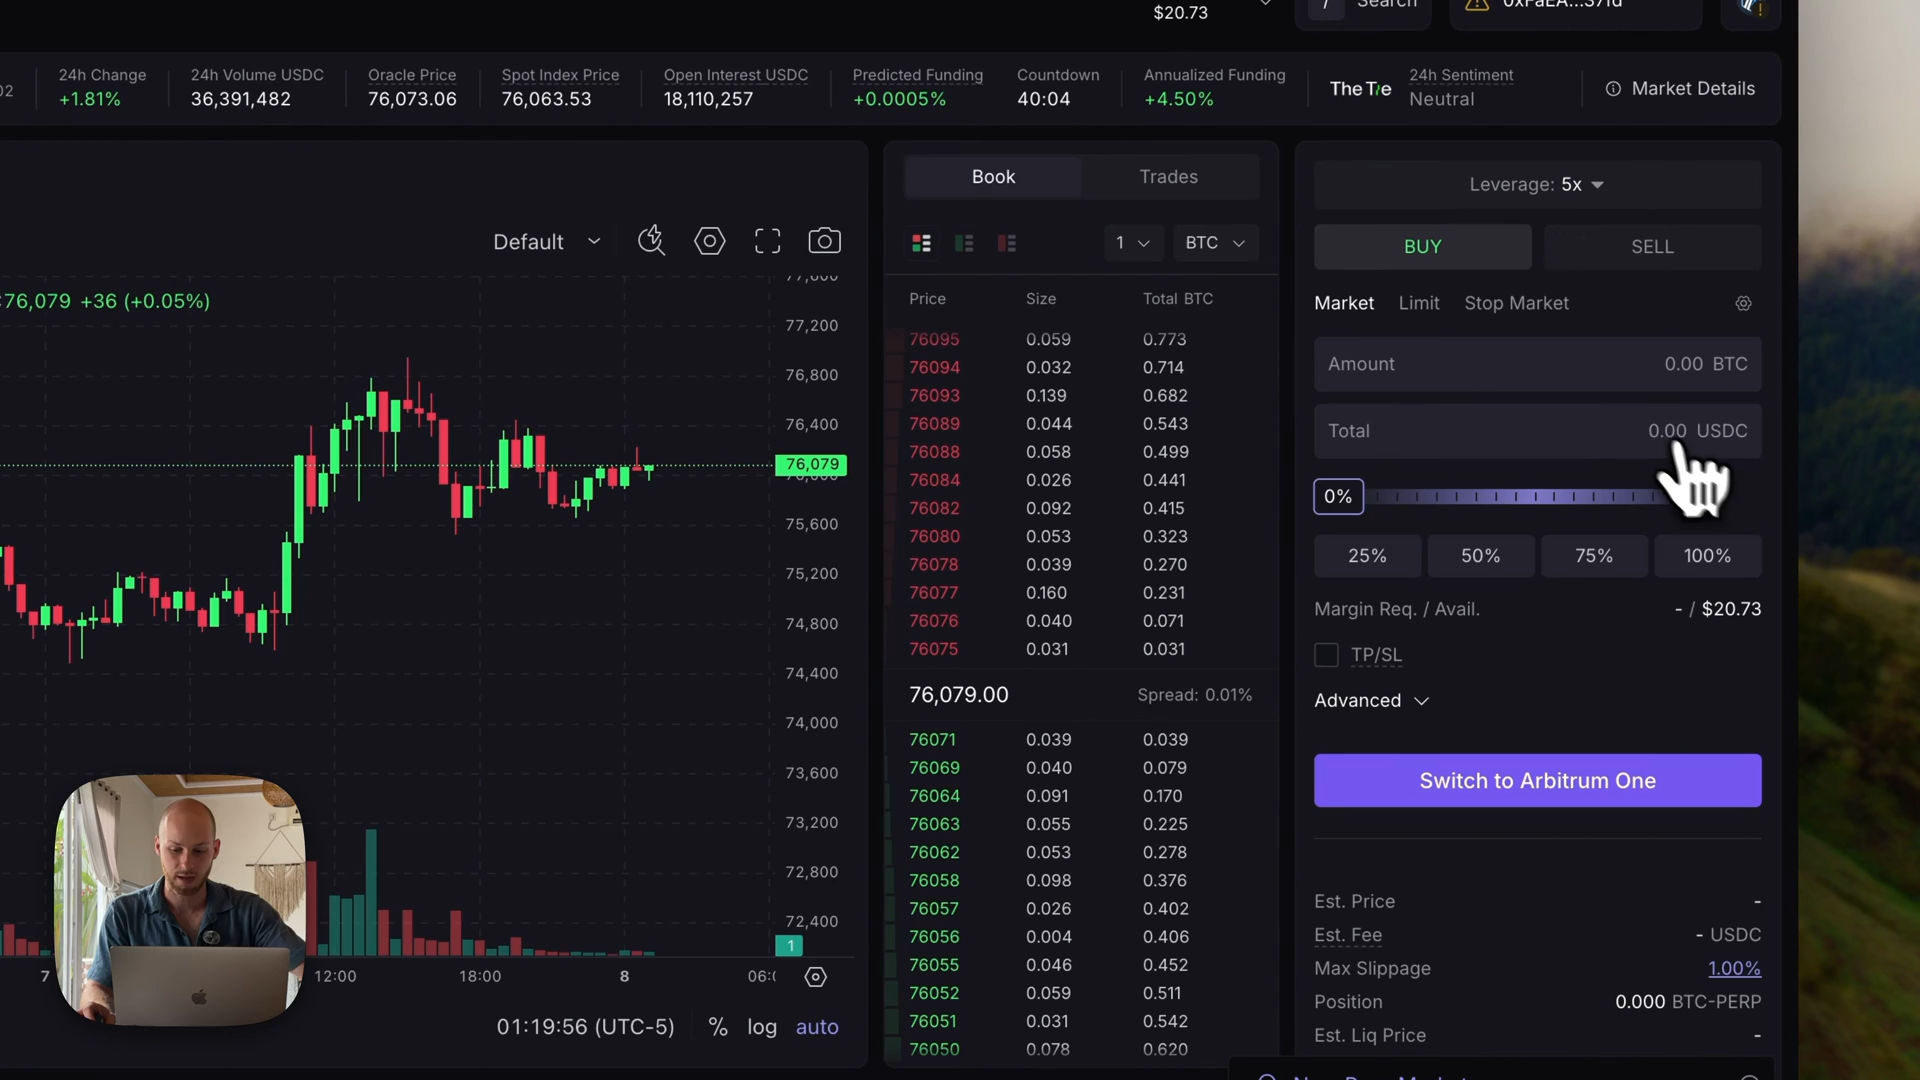 $20.73
/ Search
02
24h Change
+1.81%
24h Volume USDC
36,391,482
Oracle Price
76,073.06
Spot Index Price
76,063.53
Open Interest USDC
18,110,257
Predicted Funding
+0.0005%
Countdown
40:04
Annualized Funding
+4.50%
The Tie
24h Sentiment
Neutral
Market Details
Default
:76,079 +36 (+0.05%)
77,200
76,800
76,400
76,079
75,600
75,200
74,800
74,400
74,000
73,600
73,200
72,800
72,400
1
7
12:00
18:00
8
06:0
01:19:56 (UTC-5) % log auto
Book Trades
1 BTC
Price Size Total BTC
76095 0.059 0.773
76094 0.032 0.714
76093 0.139 0.682
76089 0.044 0.543
76088 0.058 0.499
76084 0.026 0.441
76082 0.092 0.415
76080 0.053 0.323
76078 0.039 0.270
76077 0.160 0.231
76076 0.040 0.071
76075 0.031 0.031
76,079.00 Spread: 0.01%
76071 0.039 0.039
76069 0.040 0.079
76064 0.091 0.170
76063 0.055 0.225
76062 0.053 0.278
76058 0.098 0.376
76057 0.026 0.402
76056 0.004 0.406
76055 0.046 0.452
76052 0.059 0.511
76051 0.031 0.542
76050 0.078 0.620
Leverage: 5x
BUY SELL
Market Limit Stop Market
Amount 0.00 BTC
Total 0.00 USDC
0%
25% 50% 75% 100%
Margin Req. / Avail. - / $20.73
TP/SL
Advanced
Switch to Arbitrum One
Est. Price -
Est. Fee - USDC
Max Slippage 1.00%
Position 0.000 BTC-PERP
Est. Liq Price -